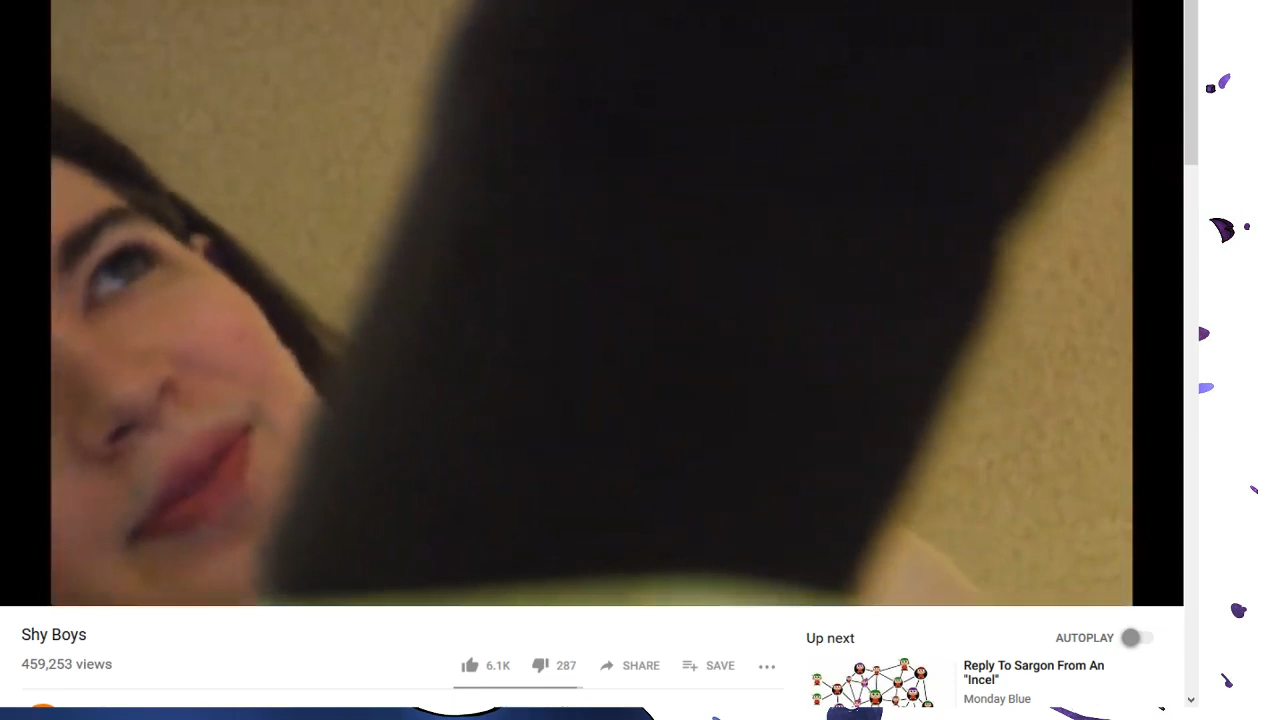 Shy Boys
459,253 views
6.1K 287 SHARE SAVE
Up next
AUTOPLAY
Reply To Sargon From An
"Incel"
Monday Blue